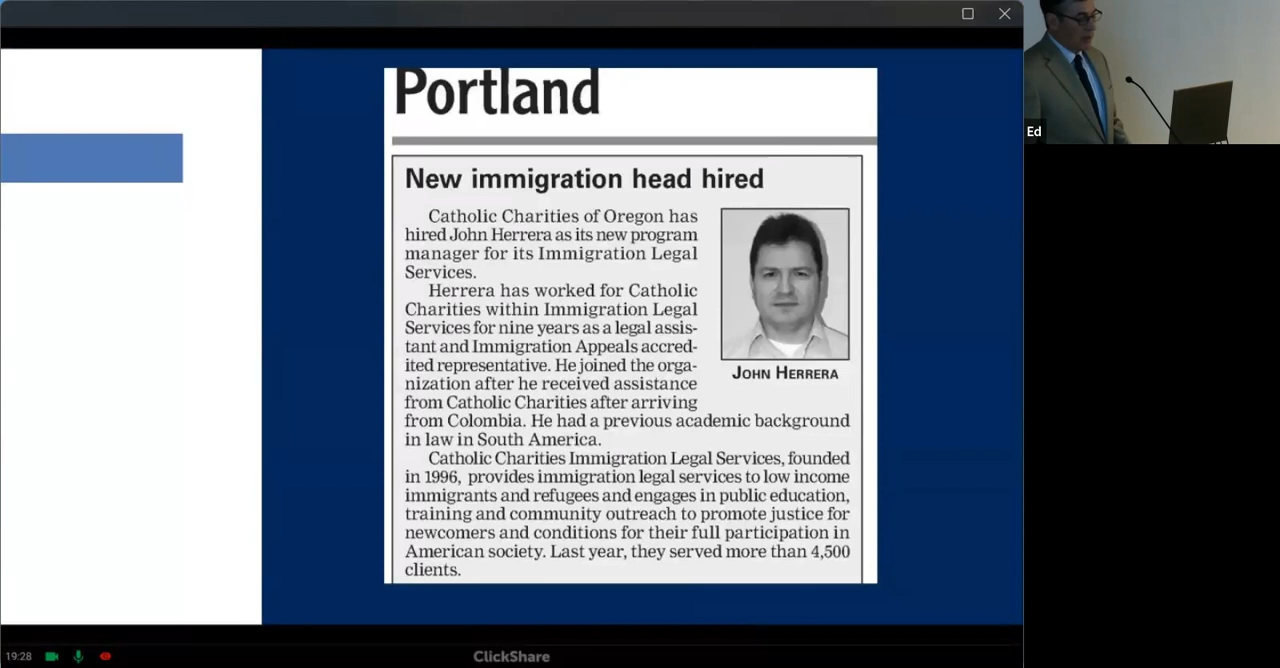 Portland
New immigration head hired
Catholic Charities of Oregon has
hired John Herrera as its new program
manager for its Immigration Legal
Services.
Herrera has worked for Catholic
Charities within Immigration Legal
Services for nine years as a legal assis-
tant and Immigration Appeals accred-
ited representative. He joined the orga-
nization after he received assistance
from Catholic Charities after arriving
from Colombia. He had a previous academic background
in law in South America.
Catholic Charities Immigration Legal Services, founded
in 1996, provides immigration legal services to low income
immigrants and refugees and engages in public education,
training and community outreach to promote justice for
newcomers and conditions for their full participation in
American society. Last year, they served more than 4,500
clients.
JOHN HERRERA
Ed
19:28
ClickShare